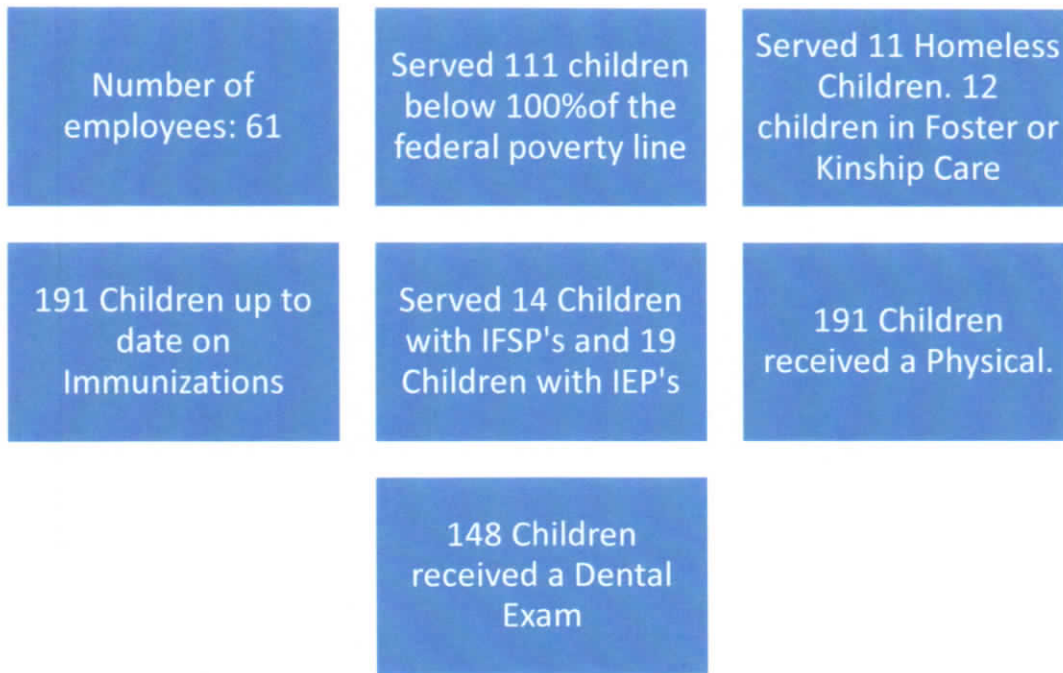 Number of
employees: 61
Served 111 children
below 100%of the
federal poverty line
Served 11 Homeless
Children. 12
children in Foster or
Kinship Care
191 Children up to
date on
Immunizations
Served 14 Children
with IFSP's and 19
Children with IEP's
191 Children
received a Physical.
148 Children
received a Dental
Exam